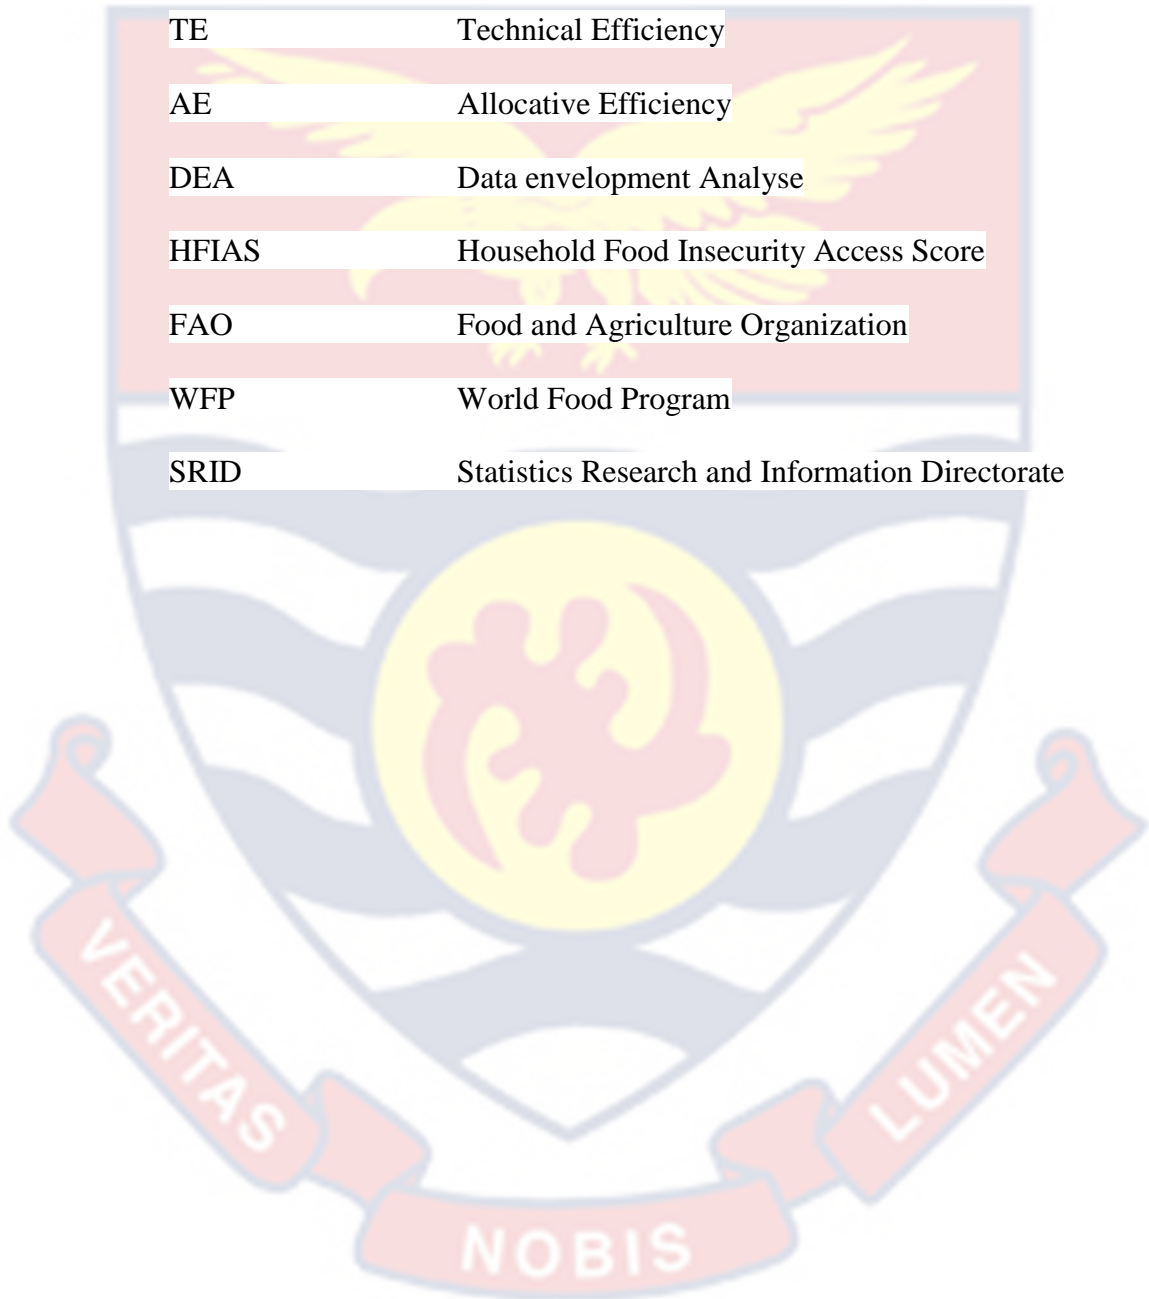 TE Technical Efficiency
AE Allocative Efficiency
DEA Data envelopment Analyse
HFIAS Household Food Insecurity Access Score
FAO Food and Agriculture Organization
WFP World Food Program
SRID Statistics Research and Information Directorate
VERITAS
NOBIS
LUMEN